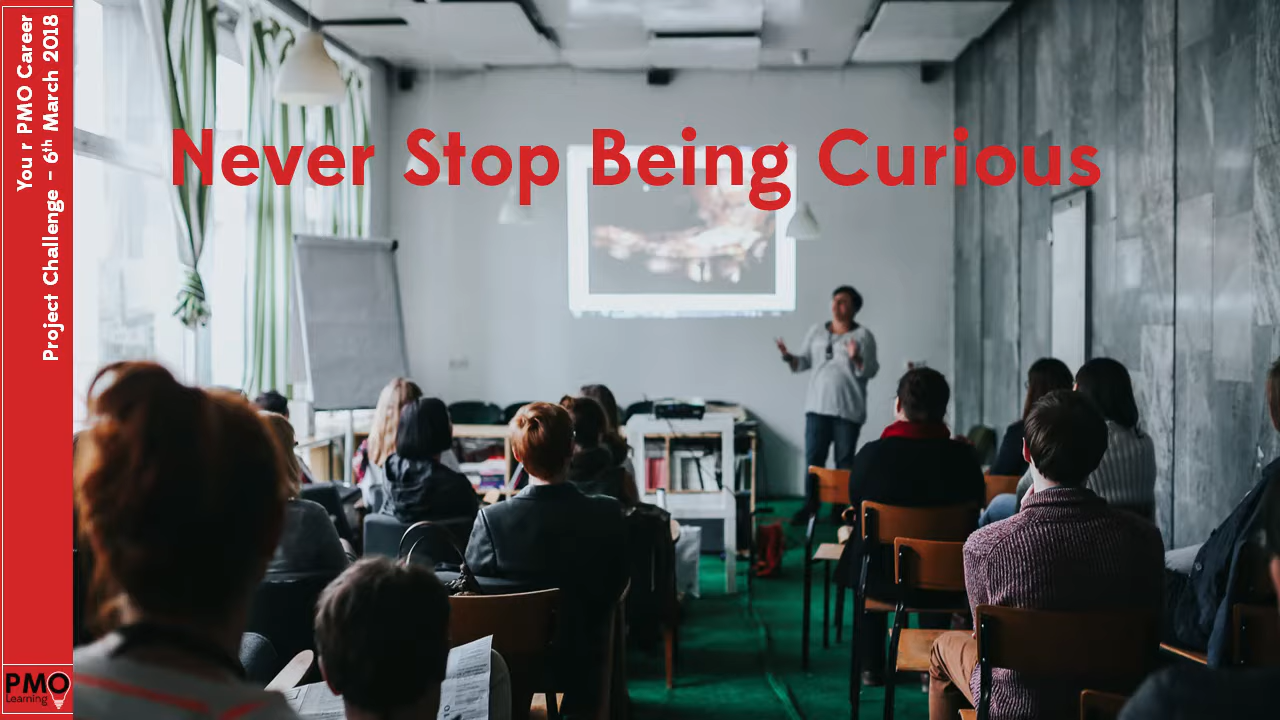 You r PMO Career
Project Challenge – 6th March 2018
Never Stop Being Curious
PMO
Learning